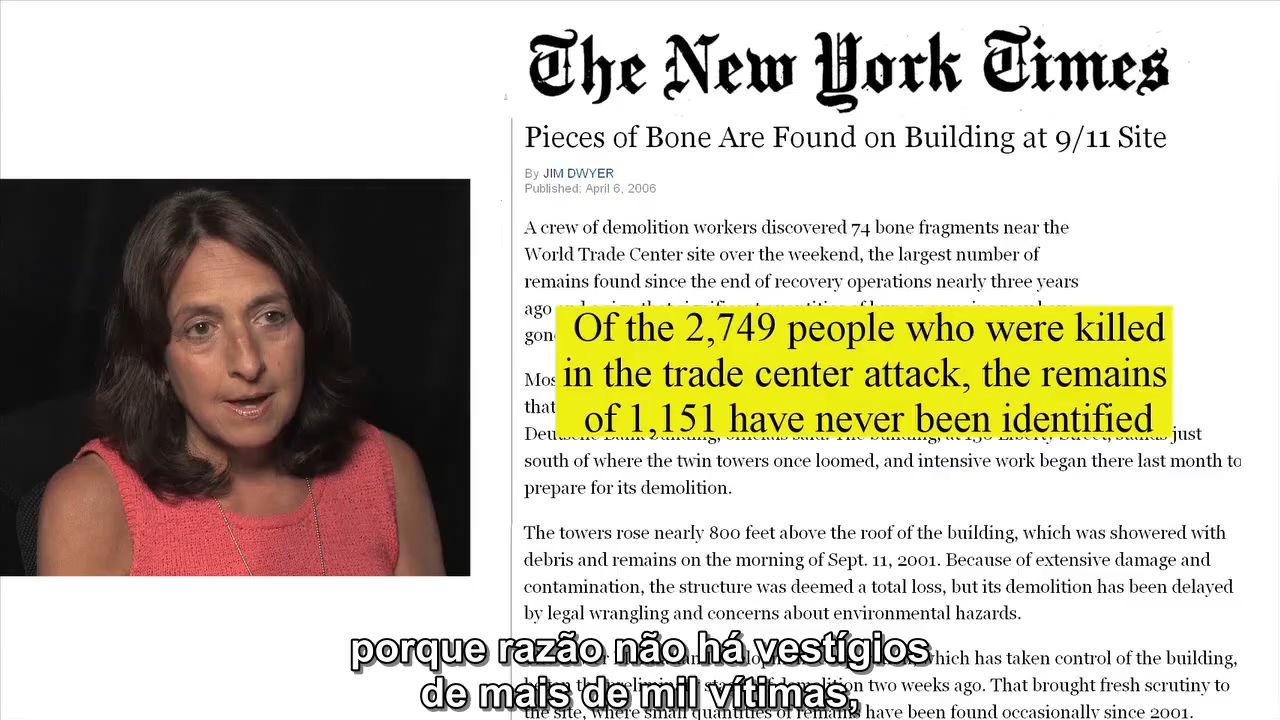 The New York Times
Pieces of Bone Are Found on Building at 9/11 Site
By JIM DWYER
Published: April 6, 2006
A crew of demolition workers discovered 74 bone fragments near the
World Trade Center site over the weekend, the largest number of
remains found since the end of recovery operations nearly three years
ago
Of the 2,749 people who were killed
in the trade center attack, the remains
of 1,151 have never been identified
that
just
south of where the twin towers once loomed, and intensive work began there last month to
prepare for its demolition.
The towers rose nearly 800 feet above the roof of the building, which was showered with
debris and remains on the morning of Sept. 11, 2001. Because of extensive damage and
contamination, the structure was deemed a total loss, but its demolition has been delayed
by legal wrangling and concerns about environmental hazards.
which has taken control of the building,
two weeks ago. That brought fresh scrutiny to
the site, where small quantities of remains have been found occasionally since 2001.
porque razão não há vestígios
de mais de mil vítimas,